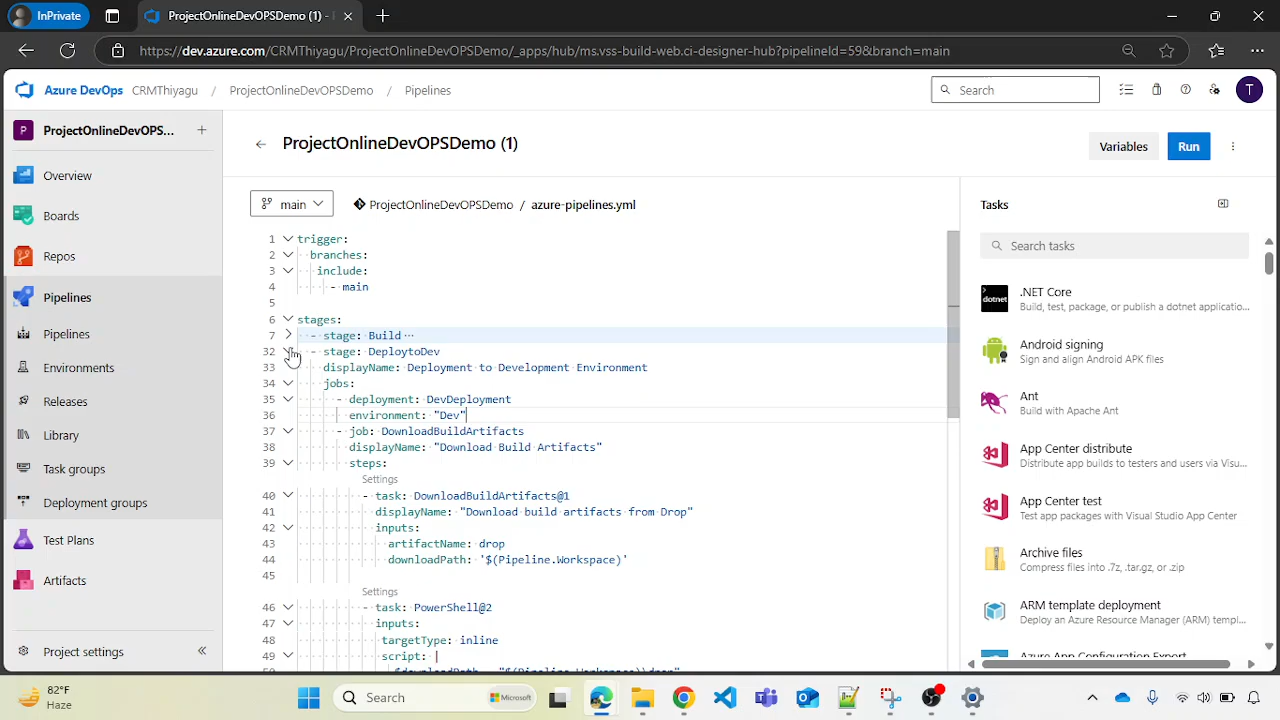 InPrivate
ProjectOnlineDevOPSDemo (1) -
https://dev.azure.com/CRMThiyagu/ProjectOnlineDevOPSDemo/_apps/hub/ms.vss-build-web.ci-designer-hub?pipelineId=59&branch=main
Azure DevOps CRMThiyagu / ProjectOnlineDevOPSDemo / Pipelines
Search
T
P ProjectOnlineDevOPS... +
Overview
Boards
Repos
Pipelines
Pipelines
Environments
Releases
Library
Task groups
Deployment groups
Test Plans
Artifacts
Project settings
ProjectOnlineDevOPSDemo (1)
Variables
Run
main
ProjectOnlineDevOPSDemo / azure-pipelines.yml
1 trigger:
2 branches:
3 include:
4 - main
5
6 stages:
7 - stage: Build ...
32 - stage: DeploytoDev
33 displayName: Deployment to Development Environment
34 jobs:
35 - deployment: DevDeployment
36 environment: "Dev"
37 - job: DownloadBuildArtifacts
38 displayName: "Download Build Artifacts"
39 steps:
Settings
40 - task: DownloadBuildArtifacts@1
41 displayName: "Download build artifacts from Drop"
42 inputs:
43 artifactName: drop
44 downloadPath: '$(Pipeline.Workspace)'
45
Settings
46 - task: PowerShell@2
47 inputs:
48 targetType: inline
49 script: |
Tasks
Search tasks
dotnet
.NET Core
Build, test, package, or publish a dotnet applicatio...
Android signing
Sign and align Android APK files
Ant
Build with Apache Ant
App Center distribute
Distribute app builds to testers and users via Visu...
App Center test
Test app packages with Visual Studio App Center
Archive files
Compress files into .7z, .tar.gz, or .zip
ARM template deployment
Deploy an Azure Resource Manager (ARM) templ...
Azure App Configuration Export
82°F
Haze
Search
Microsoft